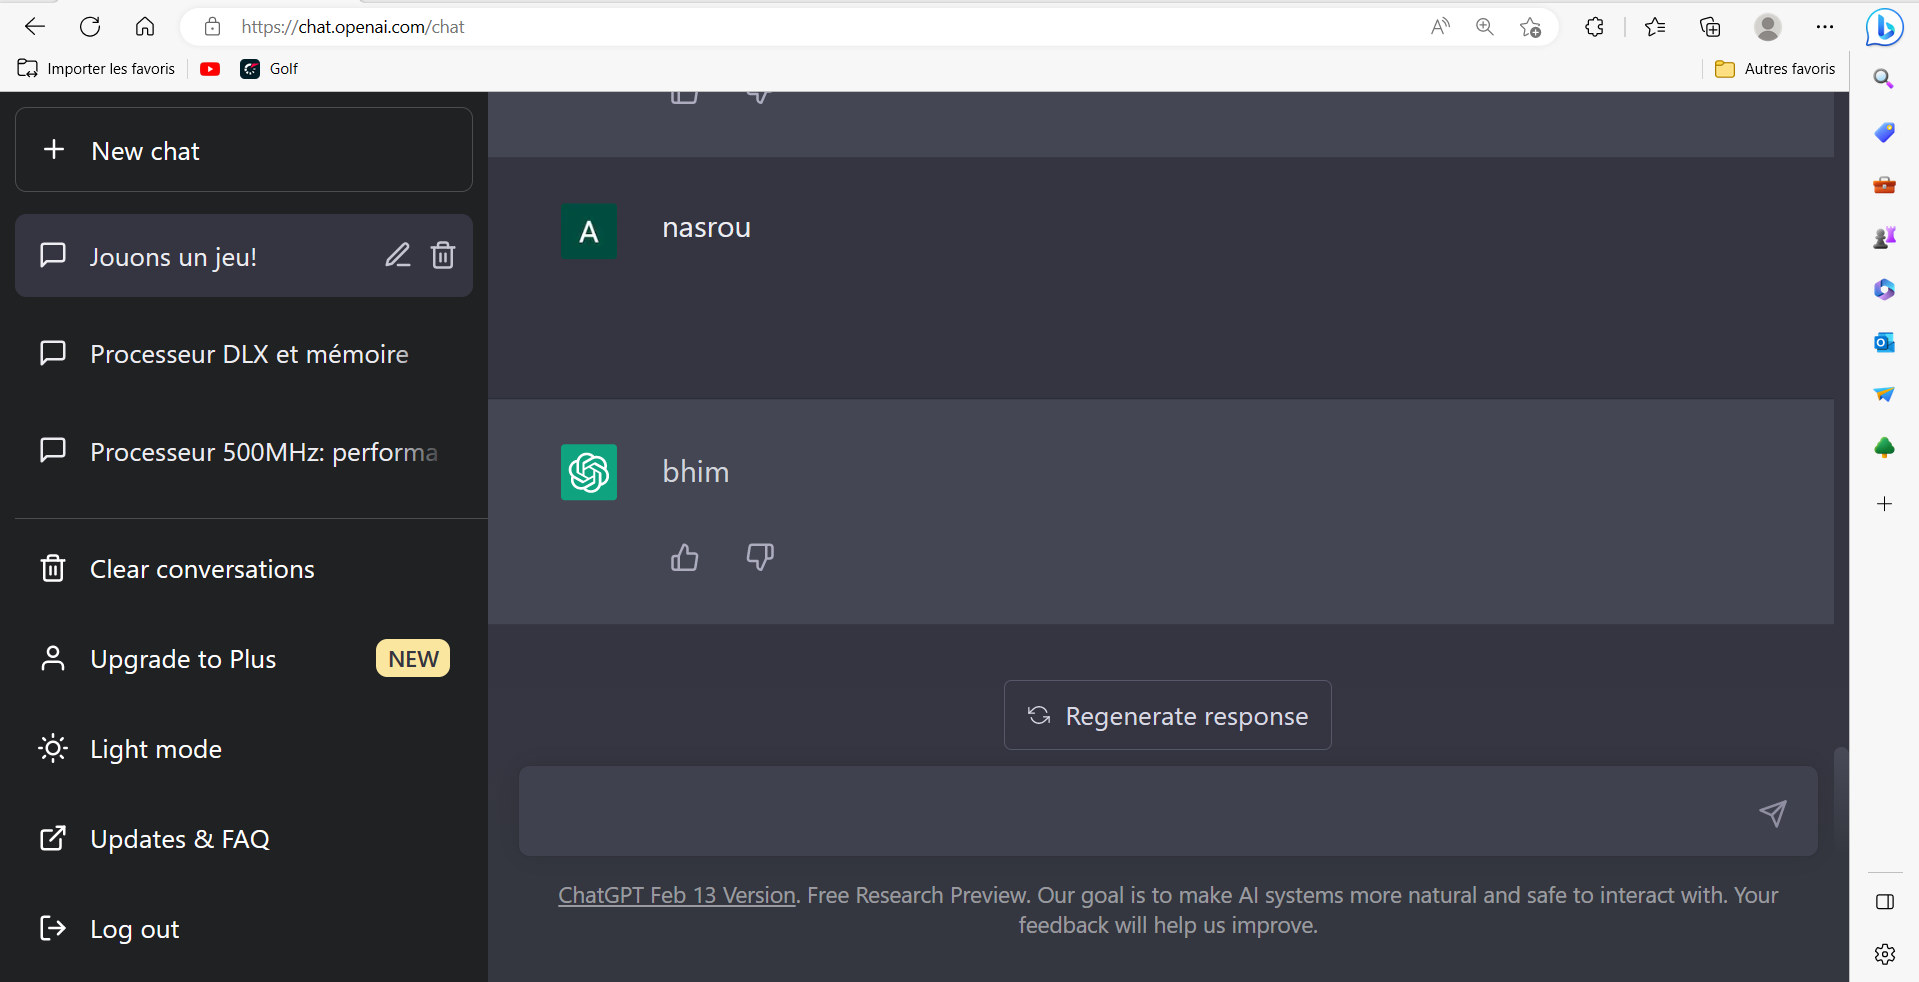 https://chat.openai.com/chat
Importer les favoris
Golf
Autres favoris
New chat
Jouons un jeu!
Processeur DLX et mémoire
Processeur 500MHz: performa
Clear conversations
Upgrade to Plus
NEW
Light mode
Updates & FAQ
Log out
A
nasrou
bhim
Regenerate response
ChatGPT Feb 13 Version. Free Research Preview. Our goal is to make AI systems more natural and safe to interact with. Your
feedback will help us improve.